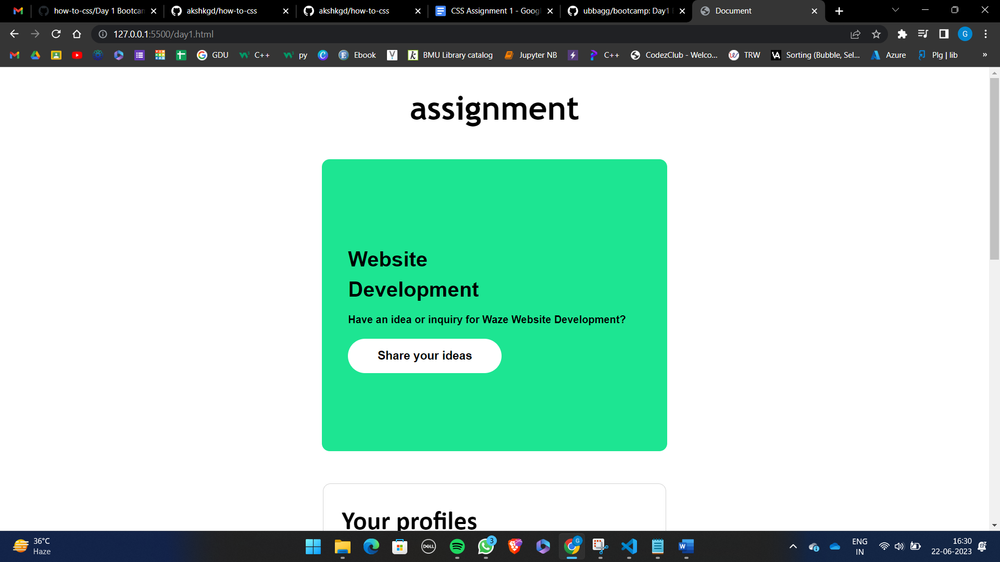 how-to-css/Day 1 Bootcan
akshkgd/how-to-css
akshkgd/how-to-css
CSS Assignment 1 - Googl
ubbagg/bootcamp: Day1
Document
127.0.0.1:5500/day1.html
G
GDU
C++
py
Ebook
BMU Library catalog
Jupyter NB
C++
CodezClub - Welco...
TRW
Sorting (Bubble, Sel...
Azure
Plg | lib
»
assignment
Website
Development
Have an idea or inquiry for Waze Website Development?
Share your ideas
Your profiles
36°C
Haze
DELL
3
G
ENG
IN
16:30
22-06-2023